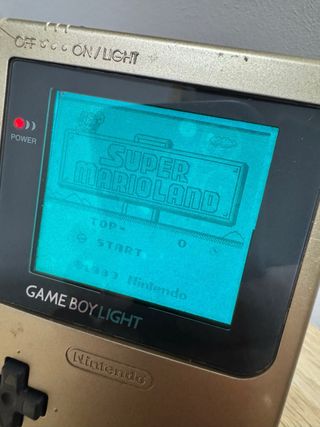 OFF ON/LIGHT
POWER
SUPER
MARIOLAND
TOP- 0
START
Nintendo
GAME BOY LIGHT
Nintendo